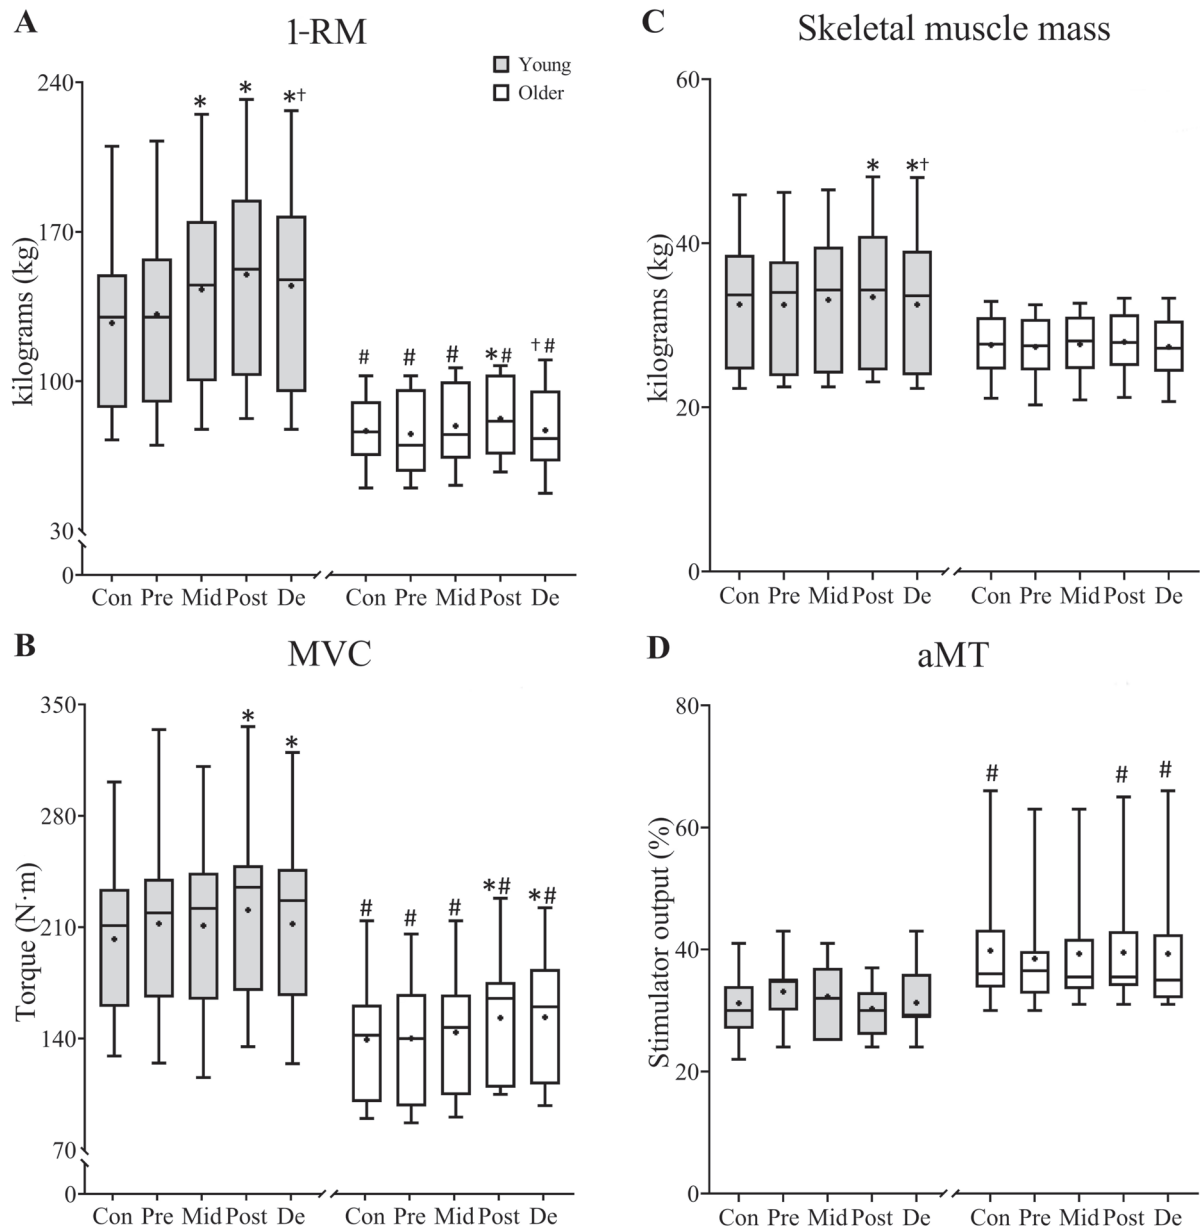 A
1-RM
Young
Older
kilograms (kg)
240
170
100
30
0
* * *†
# # # *# †#
Con Pre Mid Post De Con Pre Mid Post De
C
Skeletal muscle mass
kilograms (kg)
60
40
20
0
* *†
Con Pre Mid Post De Con Pre Mid Post De
B
MVC
Torque (N·m)
350
280
210
140
70
0
* *
# # # *# *#
Con Pre Mid Post De Con Pre Mid Post De
D
aMT
Stimulator output (%)
80
60
40
20
0
# # #
Con Pre Mid Post De Con Pre Mid Post De